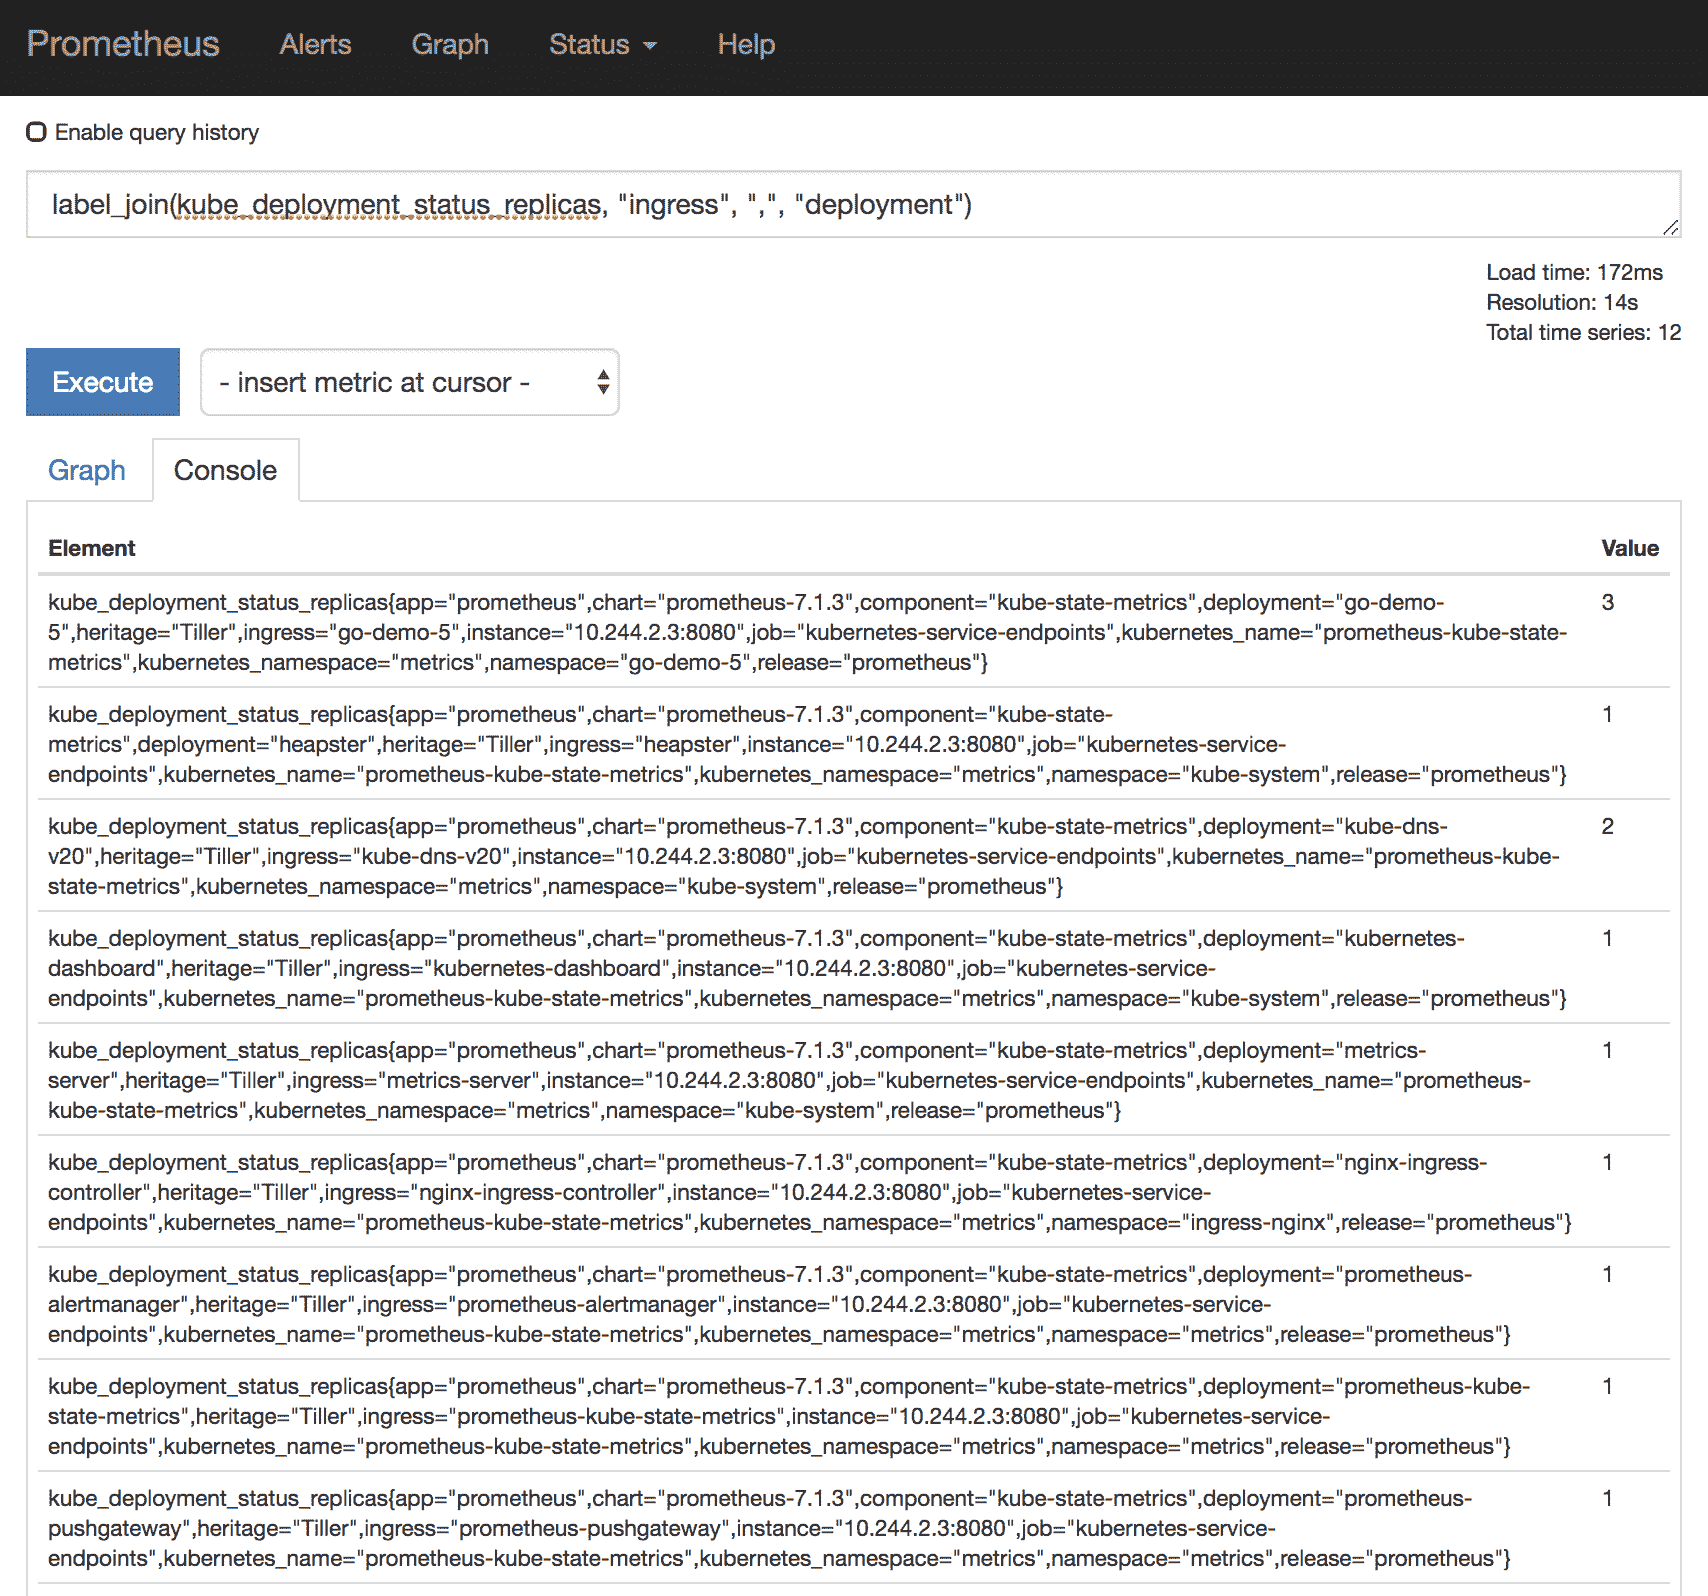 Prometheus Alerts Graph Status Help
Enable query history
label_join(kube_deployment_status_replicas, "ingress", ",", "deployment")
Load time: 172ms
Resolution: 14s
Total time series: 12
Execute - insert metric at cursor -
Graph Console
Element Value
kube_deployment_status_replicas{app="prometheus",chart="prometheus-7.1.3",component="kube-state-metrics",deployment="go-demo- 3
5",heritage="Tiller",ingress="go-demo-5",instance="10.244.2.3:8080",job="kubernetes-service-endpoints",kubernetes_name="prometheus-kube-state-
metrics",kubernetes_namespace="metrics",namespace="go-demo-5",release="prometheus"}
kube_deployment_status_replicas{app="prometheus",chart="prometheus-7.1.3",component="kube-state- 1
metrics",deployment="heapster",heritage="Tiller",ingress="heapster",instance="10.244.2.3:8080",job="kubernetes-service-
endpoints",kubernetes_name="prometheus-kube-state-metrics",kubernetes_namespace="metrics",namespace="kube-system",release="prometheus"}
kube_deployment_status_replicas{app="prometheus",chart="prometheus-7.1.3",component="kube-state-metrics",deployment="kube-dns- 2
v20",heritage="Tiller",ingress="kube-dns-v20",instance="10.244.2.3:8080",job="kubernetes-service-endpoints",kubernetes_name="prometheus-kube-
state-metrics",kubernetes_namespace="metrics",namespace="kube-system",release="prometheus"}
kube_deployment_status_replicas{app="prometheus",chart="prometheus-7.1.3",component="kube-state-metrics",deployment="kubernetes- 1
dashboard",heritage="Tiller",ingress="kubernetes-dashboard",instance="10.244.2.3:8080",job="kubernetes-service-
endpoints",kubernetes_name="prometheus-kube-state-metrics",kubernetes_namespace="metrics",namespace="kube-system",release="prometheus"}
kube_deployment_status_replicas{app="prometheus",chart="prometheus-7.1.3",component="kube-state-metrics",deployment="metrics- 1
server",heritage="Tiller",ingress="metrics-server",instance="10.244.2.3:8080",job="kubernetes-service-endpoints",kubernetes_name="prometheus-
kube-state-metrics",kubernetes_namespace="metrics",namespace="kube-system",release="prometheus"}
kube_deployment_status_replicas{app="prometheus",chart="prometheus-7.1.3",component="kube-state-metrics",deployment="nginx-ingress- 1
controller",heritage="Tiller",ingress="nginx-ingress-controller",instance="10.244.2.3:8080",job="kubernetes-service-
endpoints",kubernetes_name="prometheus-kube-state-metrics",kubernetes_namespace="metrics",namespace="ingress-nginx",release="prometheus"}
kube_deployment_status_replicas{app="prometheus",chart="prometheus-7.1.3",component="kube-state-metrics",deployment="prometheus- 1
alertmanager",heritage="Tiller",ingress="prometheus-alertmanager",instance="10.244.2.3:8080",job="kubernetes-service-
endpoints",kubernetes_name="prometheus-kube-state-metrics",kubernetes_namespace="metrics",namespace="metrics",release="prometheus"}
kube_deployment_status_replicas{app="prometheus",chart="prometheus-7.1.3",component="kube-state-metrics",deployment="prometheus-kube- 1
state-metrics",heritage="Tiller",ingress="prometheus-kube-state-metrics",instance="10.244.2.3:8080",job="kubernetes-service-
endpoints",kubernetes_name="prometheus-kube-state-metrics",kubernetes_namespace="metrics",namespace="metrics",release="prometheus"}
kube_deployment_status_replicas{app="prometheus",chart="prometheus-7.1.3",component="kube-state-metrics",deployment="prometheus- 1
pushgateway",heritage="Tiller",ingress="prometheus-pushgateway",instance="10.244.2.3:8080",job="kubernetes-service-
endpoints",kubernetes_name="prometheus-kube-state-metrics",kubernetes_namespace="metrics",namespace="metrics",release="prometheus"}